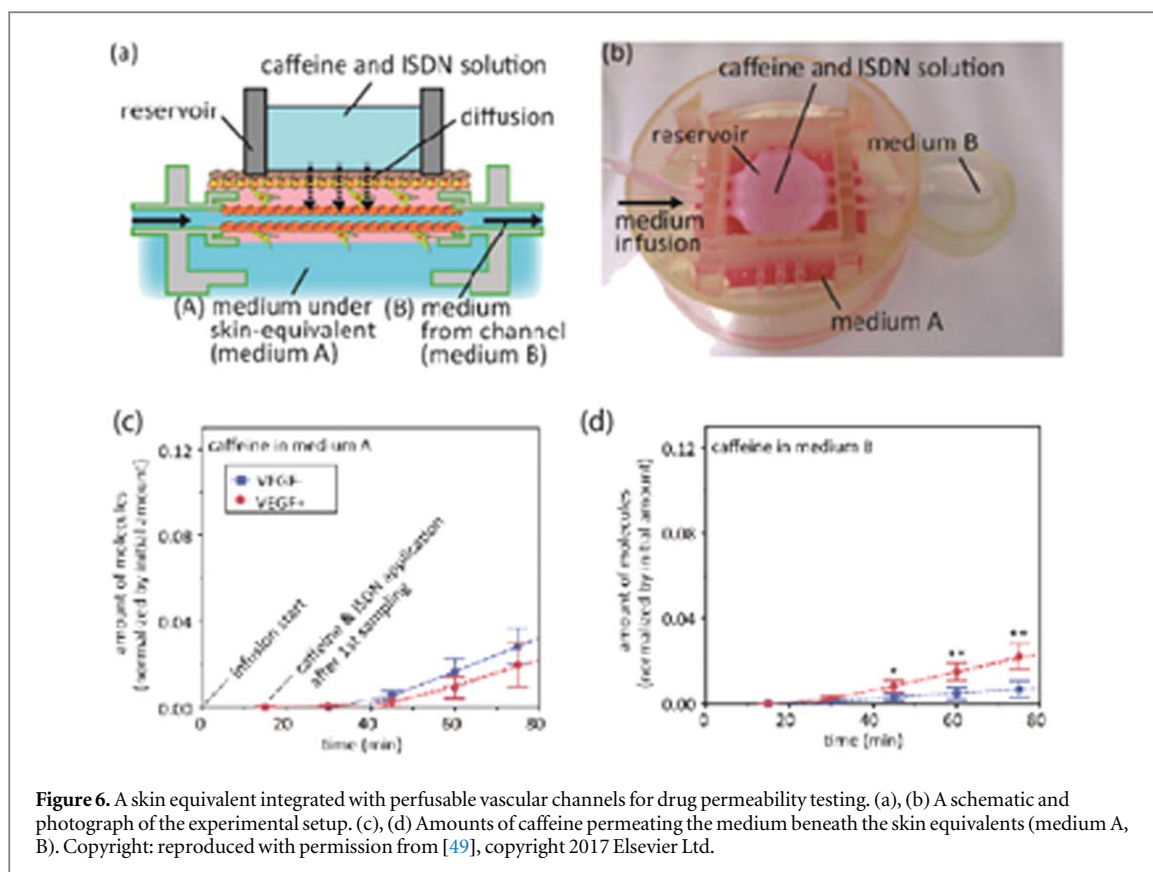 (a)
caffeine and ISDN solution
reservoir
diffusion
(A) medium under
skin-equivalent
(medium A)
(B) medium
from channel
(medium B)
(b)
caffeine and ISDN solution
reservoir
medium B
medium
infusion
medium A
(c)
caffeine in medium A
VEGF-
VEGF+
infusion start
caffeine & ISDN application
after 1st sampling
amount of molecules
(normalized by initial amount)
0.12
0.08
0.04
0.00
0 20 40 60 80
time (min)
(d)
caffeine in medium B
amount of molecules
(normalized by initial amount)
0.12
0.08
0.04
0.00
* ** **
0 20 40 60 80
time (min)
Figure 6. A skin equivalent integrated with perfusable vascular channels for drug permeability testing. (a), (b) A schematic and
photograph of the experimental setup. (c), (d) Amounts of caffeine permeating the medium beneath the skin equivalents (medium A,
B). Copyright: reproduced with permission from [49], copyright 2017 Elsevier Ltd.